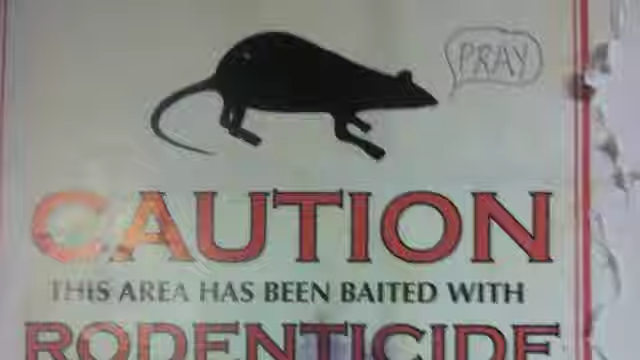 PRAY
CAUTION
THIS AREA HAS BEEN BAITED WITH
RODENTICIDE